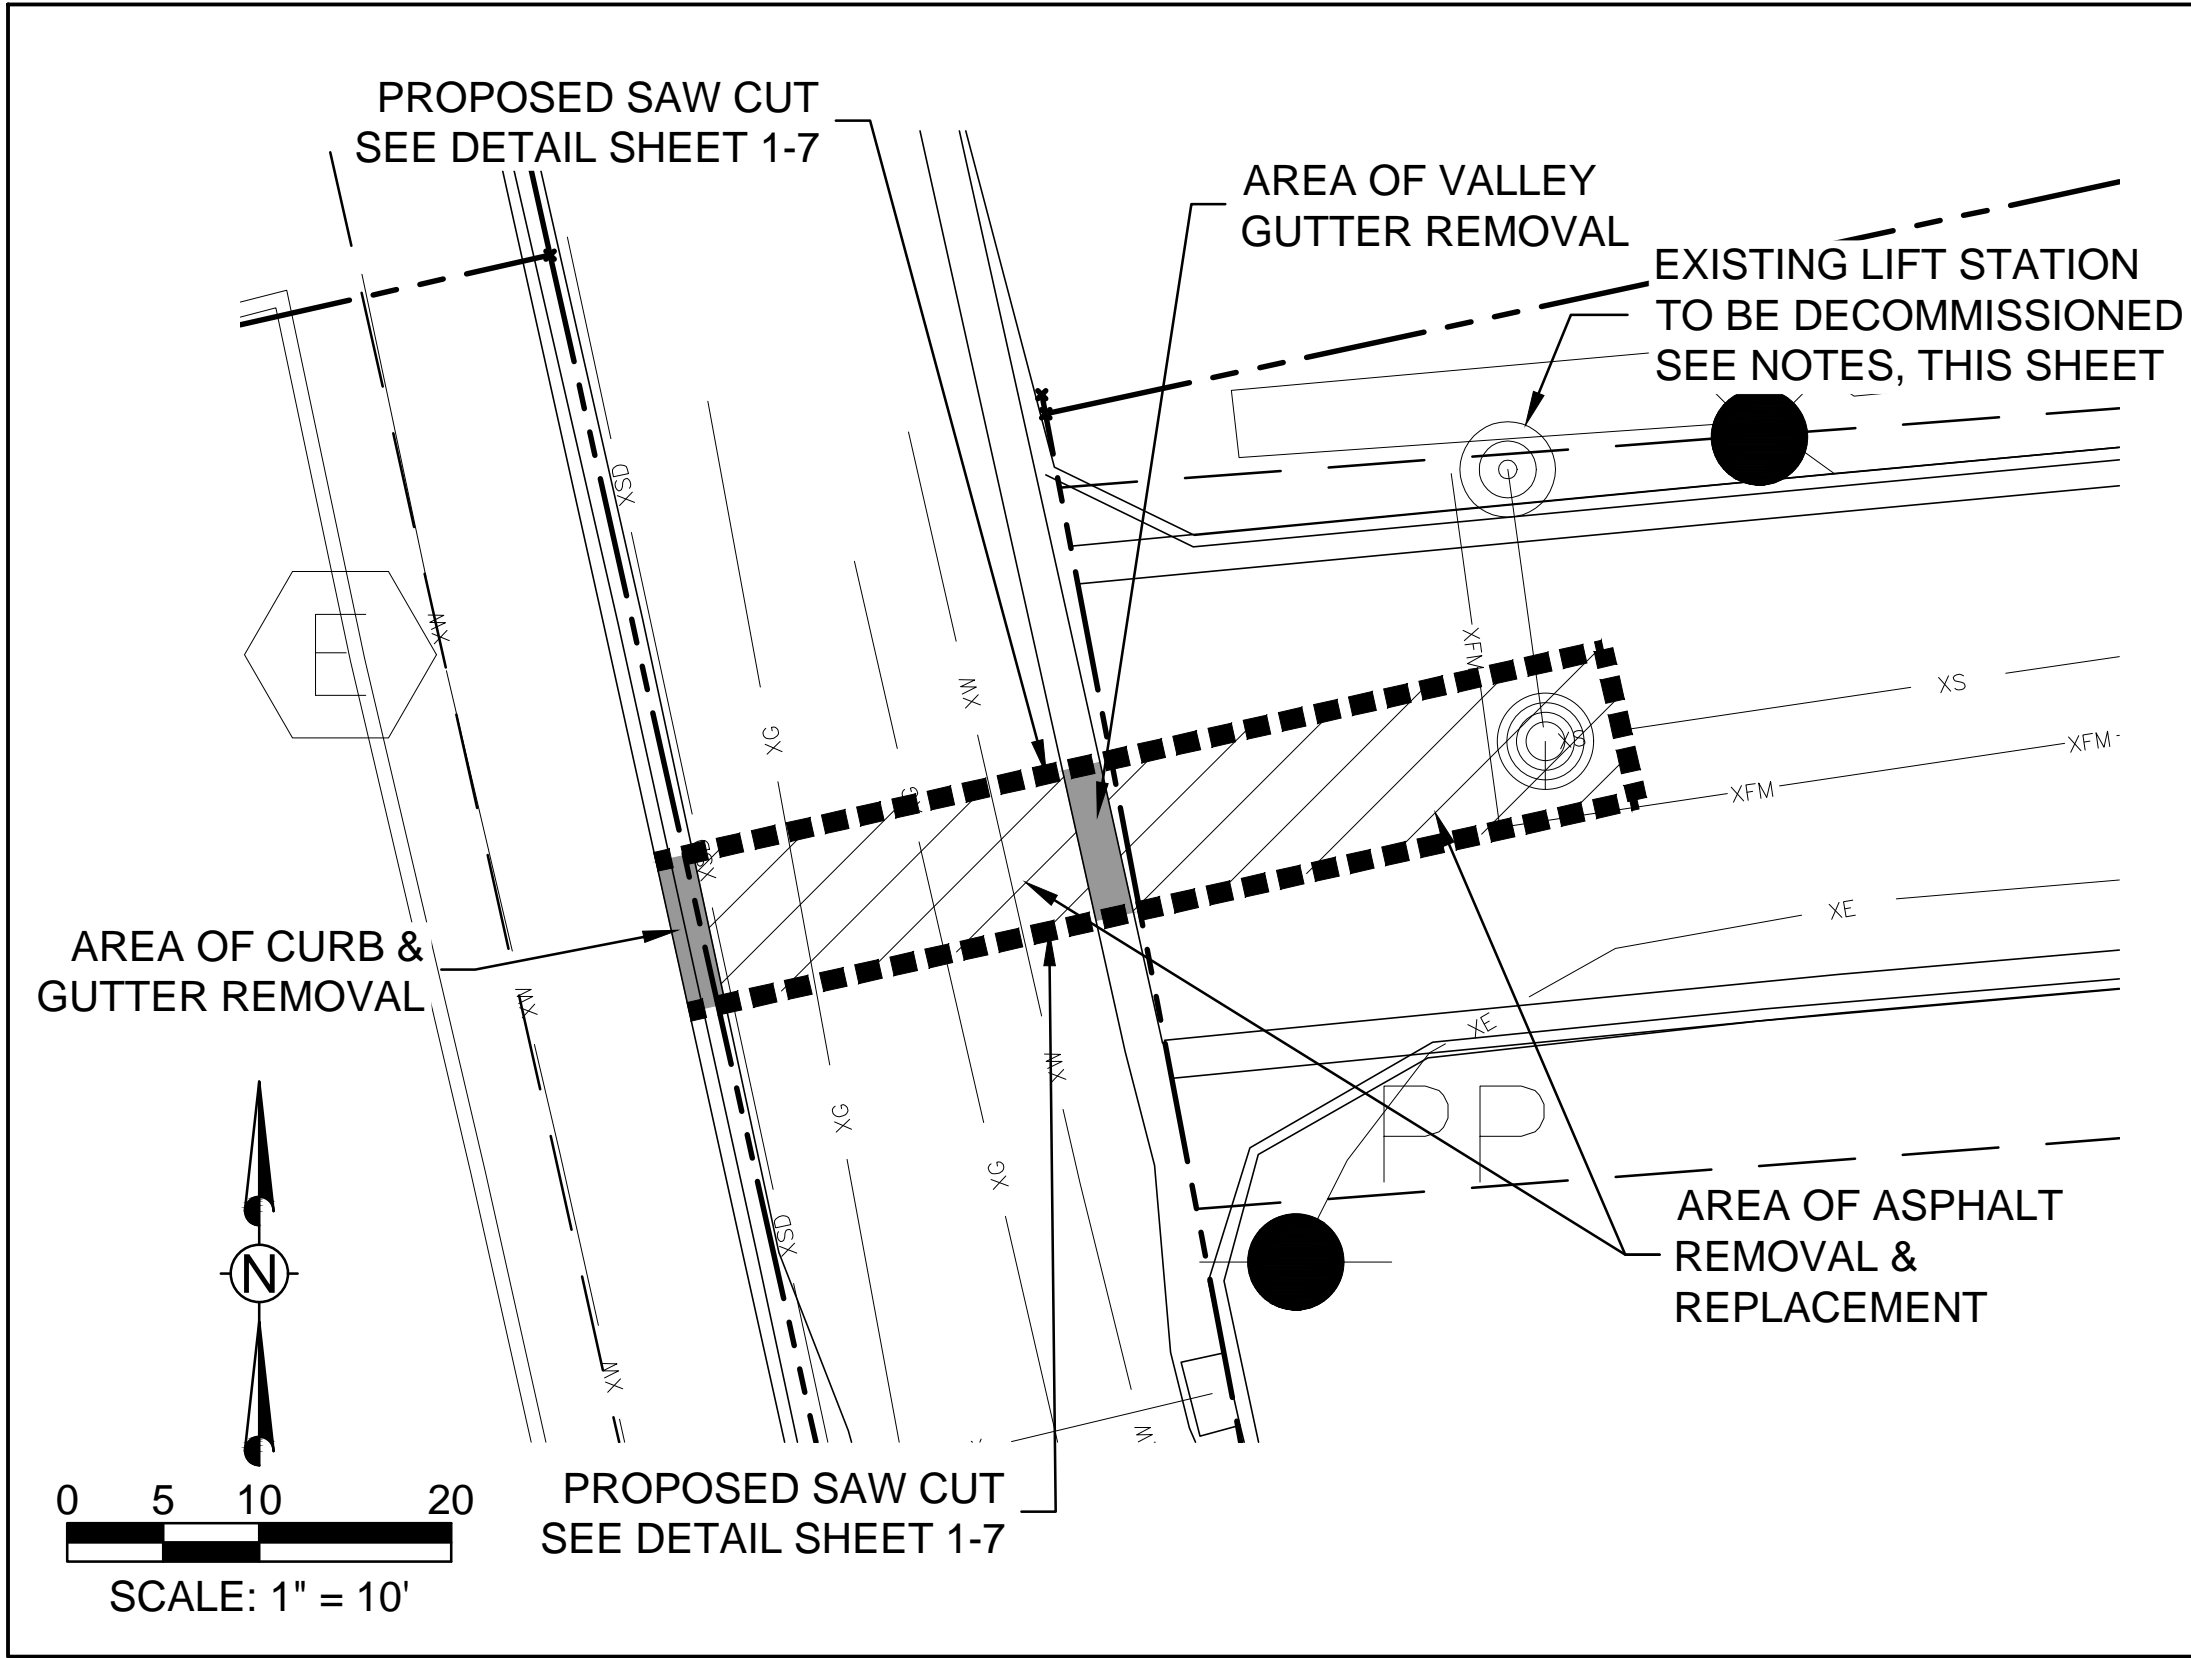 PROPOSED SAW CUT
SEE DETAIL SHEET 1-7
AREA OF VALLEY
GUTTER REMOVAL
EXISTING LIFT STATION
TO BE DECOMMISSIONED
SEE NOTES, THIS SHEET
XSD
E
XW
XFM
XW
XS
XG
XS
XFM
XFM
XG
XSD
XE
AREA OF CURB &
GUTTER REMOVAL
XW
XE
XW
XG
PP
XG
XSD
AREA OF ASPHALT
REMOVAL &
REPLACEMENT
N
XW
0 5 10 20
SCALE: 1" = 10'
PROPOSED SAW CUT
SEE DETAIL SHEET 1-7